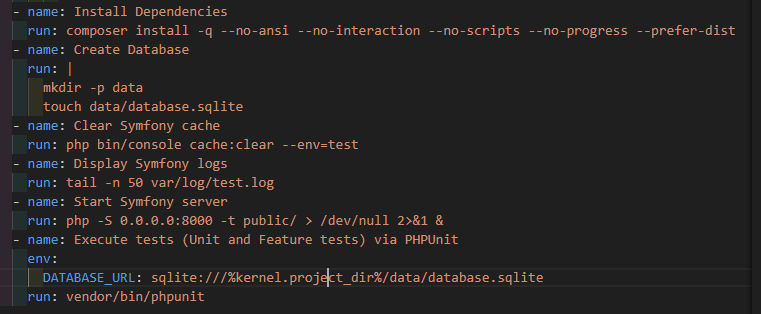 - name: Install Dependencies
run: composer install -q --no-ansi --no-interaction --no-scripts --no-progress --prefer-dist
- name: Create Database
run: |
mkdir -p data
touch data/database.sqlite
- name: Clear Symfony cache
run: php bin/console cache:clear --env=test
- name: Display Symfony logs
run: tail -n 50 var/log/test.log
- name: Start Symfony server
run: php -S 0.0.0.0:8000 -t public/ > /dev/null 2>&1 &
- name: Execute tests (Unit and Feature tests) via PHPUnit
env:
DATABASE_URL: sqlite:///%kernel.project_dir%/data/database.sqlite
run: vendor/bin/phpunit